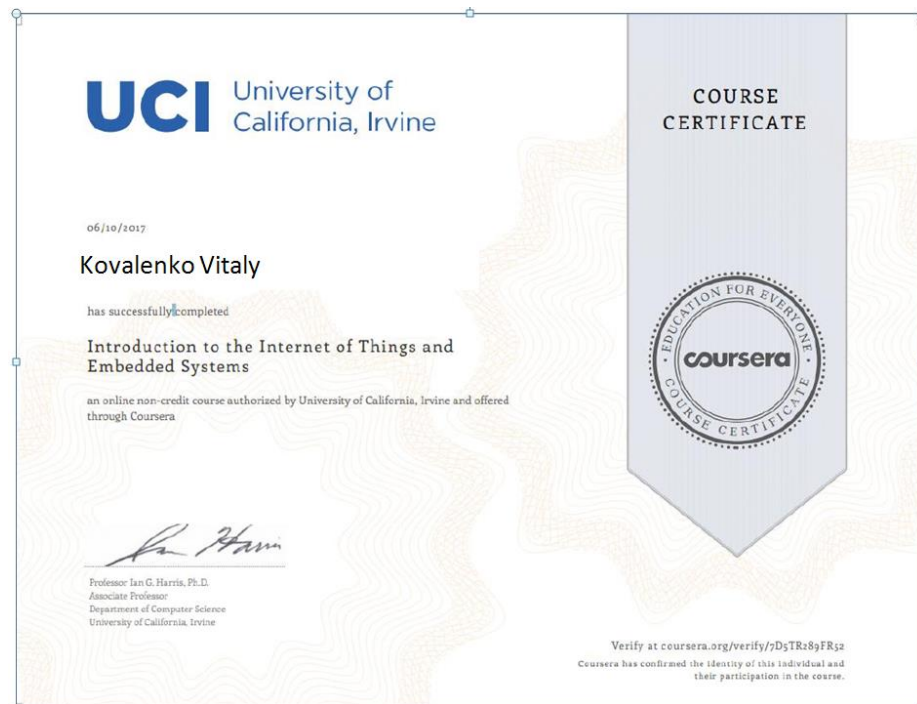 UCI University of
California, Irvine
COURSE
CERTIFICATE
06/10/2017
Kovalenko Vitaly
has successfully completed
Introduction to the Internet of Things and
Embedded Systems
an online non-credit course authorized by University of California, Irvine and offered
through Coursera
EDUCATION FOR EVERYONE
coursera
COURSE CERTIFICATE
Ian Harris
Professor Ian G. Harris, Ph.D.
Associate Professor
Department of Computer Science
University of California, Irvine
Verify at coursera.org/verify/7D5TR289FR52
Coursera has confirmed the identity of this individual and
their participation in the course.